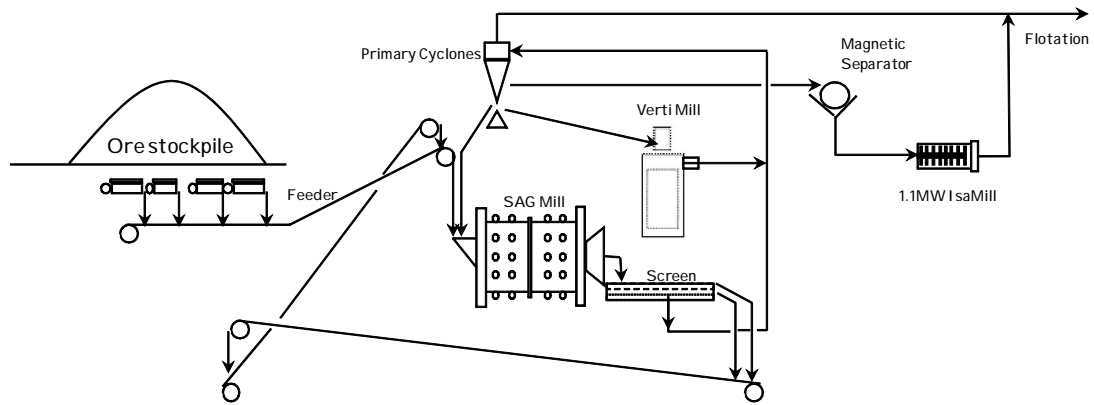 Primary Cyclones
Magnetic
Separator
Flotation
Verti Mill
Ore stockpile
Feeder
SAG Mill
1.1MW IsaMill
Screen